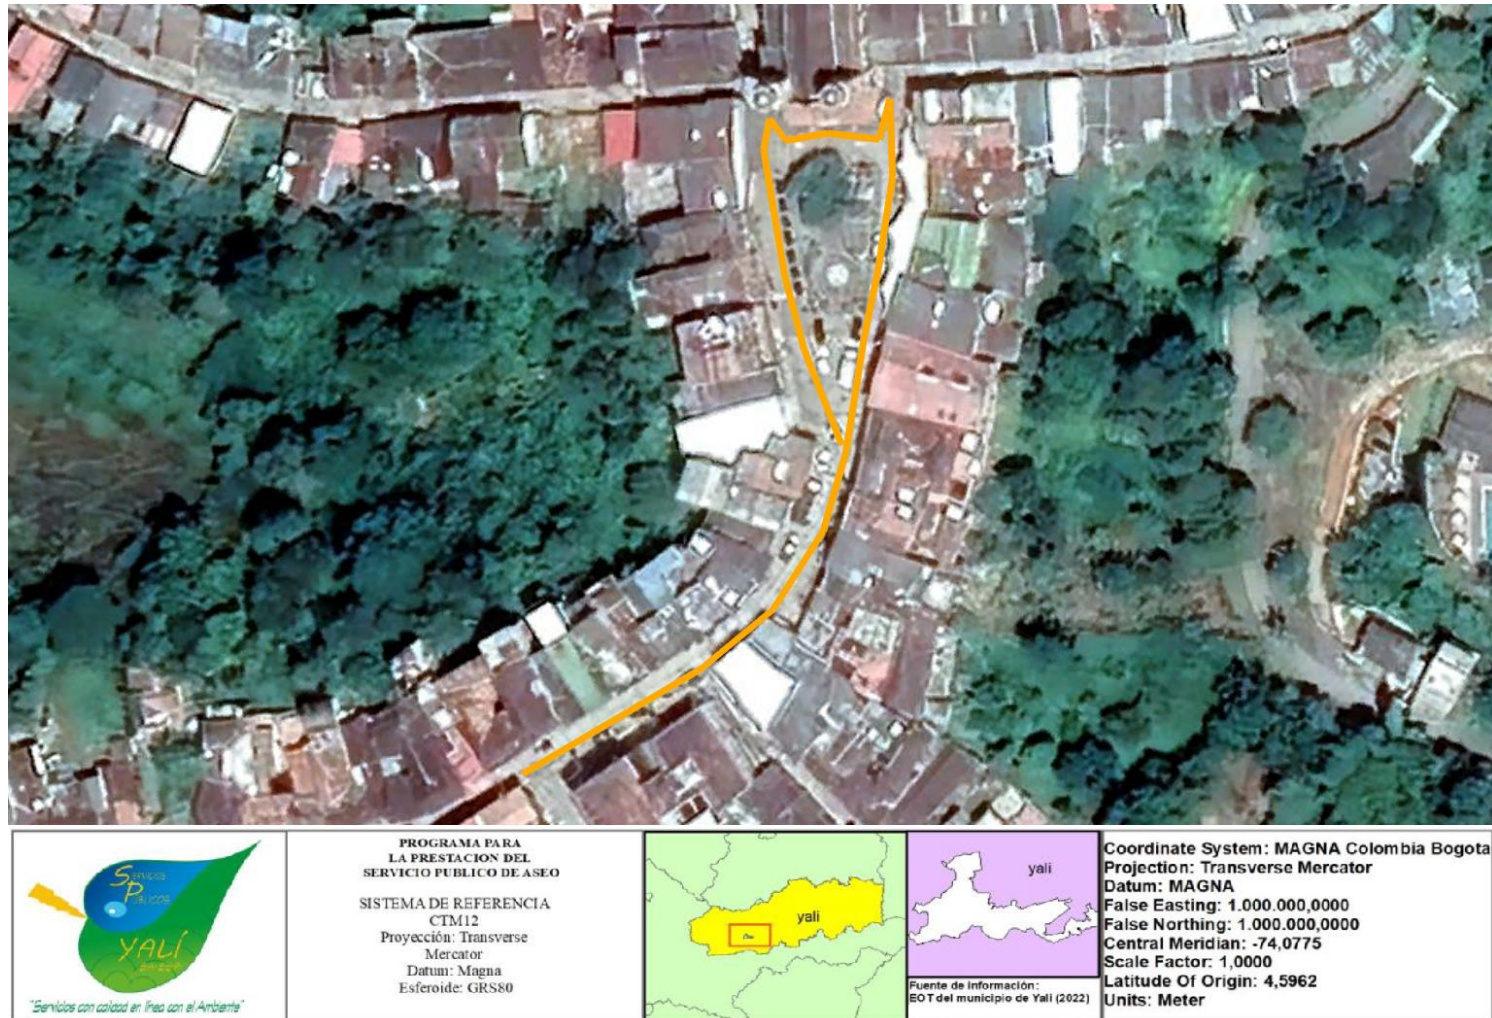 SERVICIOS
PÚBLICOS
YALÍ
"Servicios con calidad en línea con el Ambiente"
PROGRAMA PARA
LA PRESTACION DEL
SERVICIO PUBLICO DE ASEO
SISTEMA DE REFERENCIA
CTM12
Proyección: Transverse
Mercator
Datum: Magna
Esferoide: GRS80
yali
yali
Fuente de información:
EOT del municipio de Yali (2022)
Coordinate System: MAGNA Colombia Bogota
Projection: Transverse Mercator
Datum: MAGNA
False Easting: 1.000.000,0000
False Northing: 1.000.000,0000
Central Meridian: -74,0775
Scale Factor: 1,0000
Latitude Of Origin: 4,5962
Units: Meter